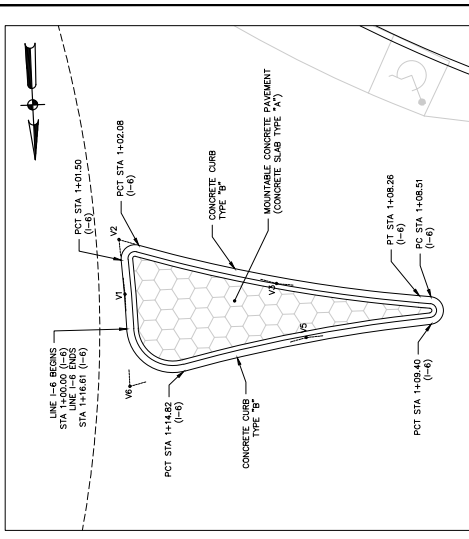 PCT STA 1+01.50
(I-6)
PCT STA 1+02.08
(I-6)
V2
CONCRETE CURB
TYPE "B"
MOUNTABLE CONCRETE PAVEMENT
(CONCRETE SLAB TYPE "A")
V1
V3
PT STA 1+08.26
(I-6)
PC STA 1+08.51
(I-6)
LINE I-6 BEGINS
STA 1+00.00 (I-6)
LINE I-6 ENDS
STA 1+16.61 (I-6)
V5
V6
PCT STA 1+14.82
(I-6)
CONCRETE CURB
TYPE "B"
PCT STA 1+09.40
(I-6)